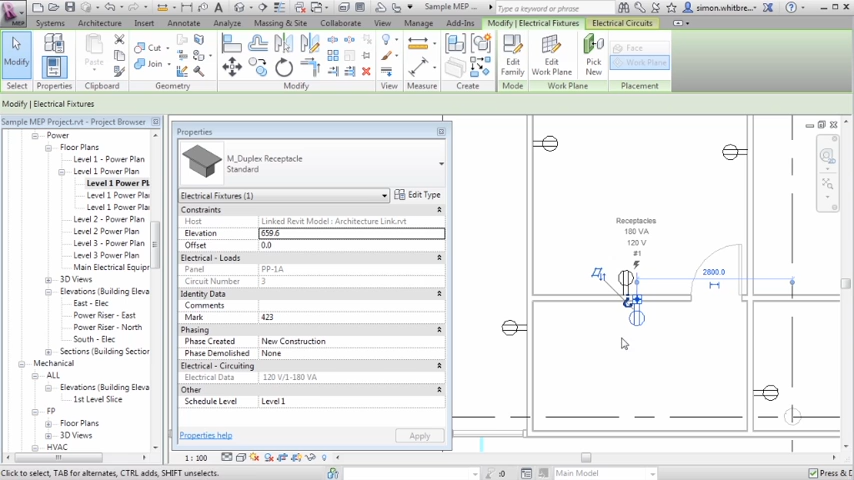 Sample MEP ...
Type a keyword or phrase
simon.whitbre...
MEP
Systems
Architecture
Insert
Annotate
Analyze
Massing & Site
Collaborate
View
Manage
Add-Ins
Modify | Electrical Fixtures
Electrical Circuits
Modify
Properties
Paste
Cut
Join
Edit Family
Edit Work Plane
Pick New
Face
Work Plane
Select
Properties
Clipboard
Geometry
Modify
View
Measure
Create
Mode
Work Plane
Placement
Modify | Electrical Fixtures
Sample MEP Project.rvt - Project Browser
Power
Floor Plans
Level 1 - Power Plan
Level 1 Power Plan
Level 1 Power Pl
Level 1 Power Pla
Level 1 Power Pla
Level 2 - Power Plan
Level 2 Power Plan
Level 3 - Power Plan
Level 3 Power Plan
Main Electrical Equipm
3D Views
Elevations (Building Eleva
East - Elec
Power Riser - East
Power Riser - North
South - Elec
Sections (Building Section
Mechanical
ALL
Elevations (Building Eleva
1st Level Slice
FP
Floor Plans
3D Views
HVAC
Properties
M_Duplex Receptacle
Standard
Electrical Fixtures (1)
Edit Type
Constraints
Host Linked Revit Model : Architecture Link.rvt
Elevation 659.6
Offset 0.0
Electrical - Loads
Panel PP-1A
Circuit Number 3
Identity Data
Comments
Mark 423
Phasing
Phase Created New Construction
Phase Demolished None
Electrical - Circuiting
Electrical Data 120 V/1-180 VA
Other
Schedule Level Level 1
Properties help
Apply
Receptacles
180 VA
120 V
#1
2800.0
1 : 100
Click to select, TAB for alternates, CTRL adds, SHIFT unselects.
:0
Main Model
Press & D